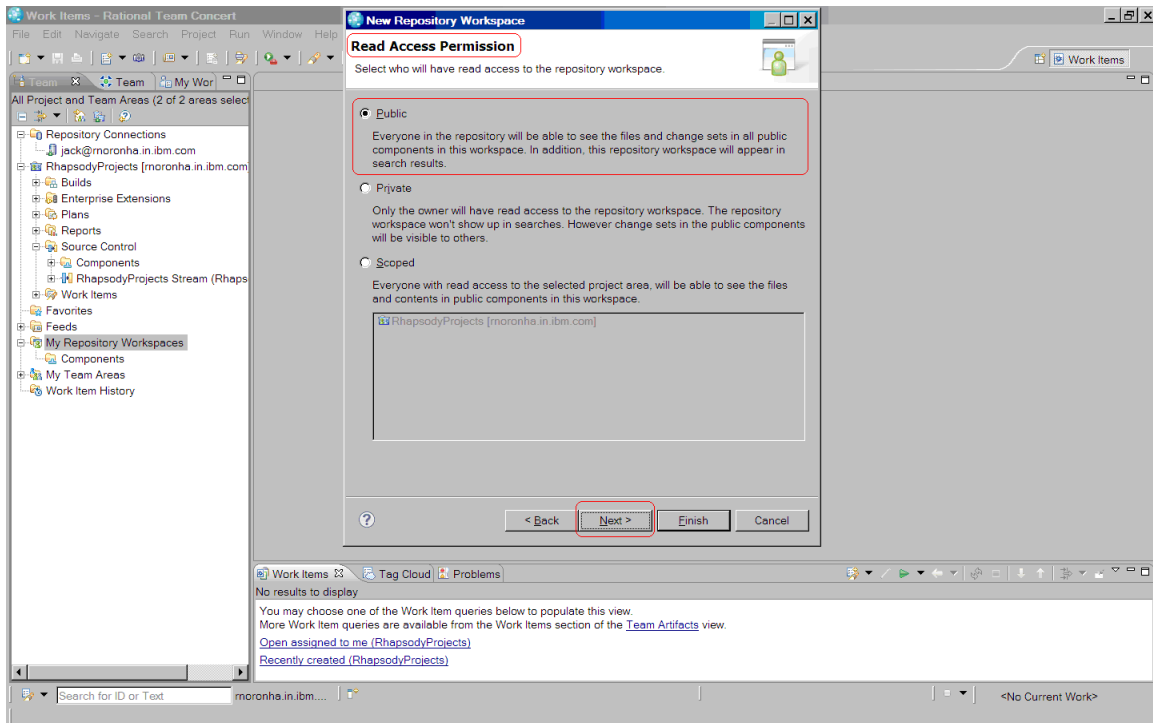 Work Items - Rational Team Concert
File Edit Navigate Search Project Run Window Help
Work Items
Team
Team
My Wor
All Project and Team Areas (2 of 2 areas select
Repository Connections
jack@rnoronha.in.ibm.com
RhapsodyProjects [rnoronha.in.ibm.com
Builds
Enterprise Extensions
Plans
Reports
Source Control
Components
RhapsodyProjects Stream (Rhaps
Work Items
Favorites
Feeds
My Repository Workspaces
Components
My Team Areas
Work Item History
New Repository Workspace
Read Access Permission
Select who will have read access to the repository workspace.
Public
Everyone in the repository will be able to see the files and change sets in all public
components in this workspace. In addition, this repository workspace will appear in
search results.
Private
Only the owner will have read access to the repository workspace. The repository
workspace won't show up in searches. However change sets in the public components
will be visible to others.
Scoped
Everyone with read access to the selected project area, will be able to see the files
and contents in public components in this workspace.
RhapsodyProjects [rnoronha.in.ibm.com]
< Back Next > Finish Cancel
Work Items Tag Cloud Problems
No results to display
You may choose one of the Work Item queries below to populate this view.
More Work Item queries are available from the Work Items section of the Team Artifacts view.
Open assigned to me (RhapsodyProjects)
Recently created (RhapsodyProjects)
Search for ID or Text rnoronha.in.ibm.... <No Current Work>